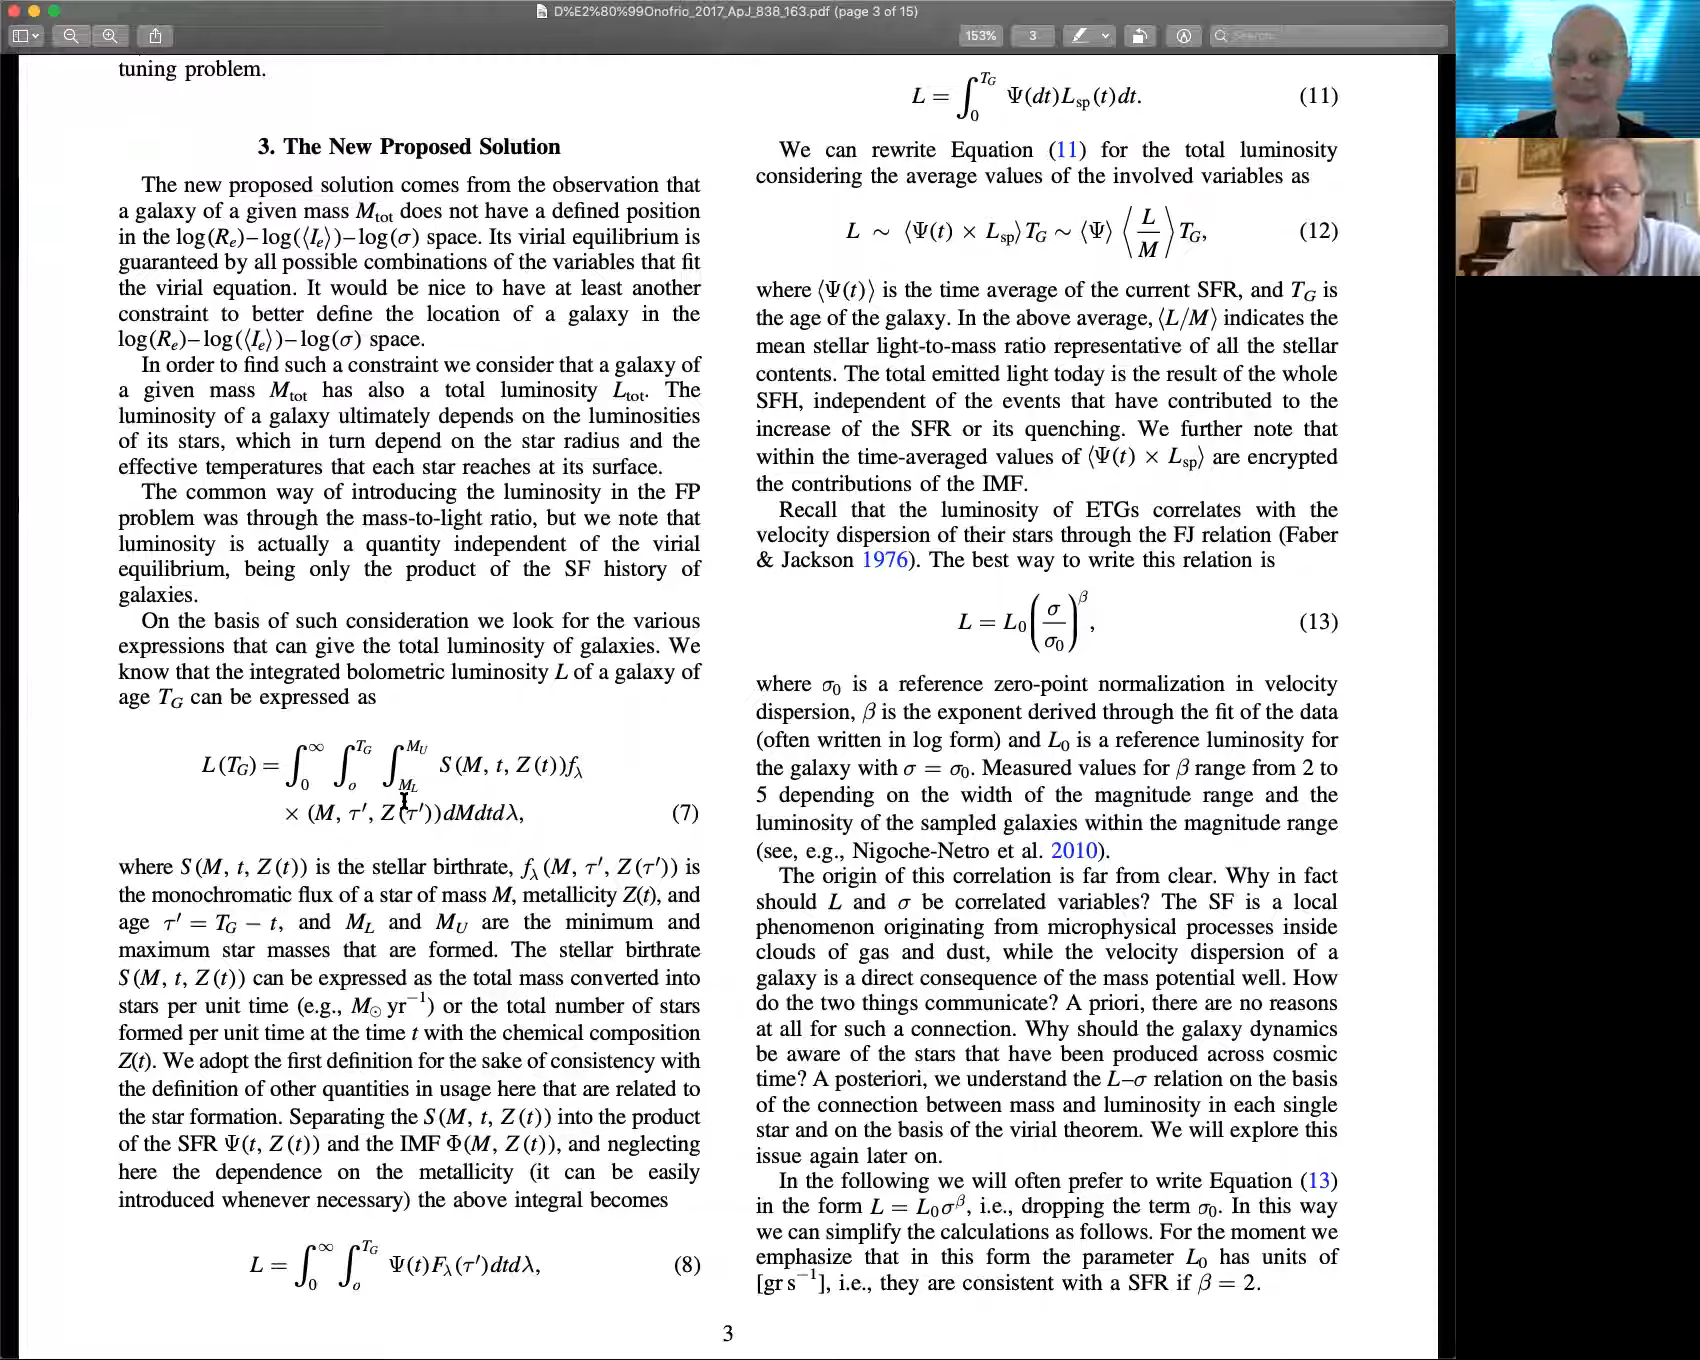 D%E2%80%99Onofrio_2017_ApJ_838_163.pdf (page 3 of 15)
153%
3
Search
tuning problem.
3. The New Proposed Solution
The new proposed solution comes from the observation that
a galaxy of a given mass M_tot does not have a defined position
in the log(R_e)–log(⟨I_e⟩)–log(σ) space. Its virial equilibrium is
guaranteed by all possible combinations of the variables that fit
the virial equation. It would be nice to have at least another
constraint to better define the location of a galaxy in the
log(R_e)–log(⟨I_e⟩)–log(σ) space.
In order to find such a constraint we consider that a galaxy of
a given mass M_tot has also a total luminosity L_tot. The
luminosity of a galaxy ultimately depends on the luminosities
of its stars, which in turn depend on the star radius and the
effective temperatures that each star reaches at its surface.
The common way of introducing the luminosity in the FP
problem was through the mass-to-light ratio, but we note that
luminosity is actually a quantity independent of the virial
equilibrium, being only the product of the SF history of
galaxies.
On the basis of such consideration we look for the various
expressions that can give the total luminosity of galaxies. We
know that the integrated bolometric luminosity L of a galaxy of
age T_G can be expressed as
L(T_G) = ∫_0^∞ ∫_o^{T_G} ∫_{M_L}^{M_U} S(M, t, Z(t))f_λ
× (M, τ′, Z(τ′))dMdtdλ, (7)
where S(M, t, Z(t)) is the stellar birthrate, f_λ(M, τ′, Z(τ′)) is
the monochromatic flux of a star of mass M, metallicity Z(t), and
age τ′ = T_G − t, and M_L and M_U are the minimum and
maximum star masses that are formed. The stellar birthrate
S(M, t, Z(t)) can be expressed as the total mass converted into
stars per unit time (e.g., M_⊙ yr^{−1}) or the total number of stars
formed per unit time at the time t with the chemical composition
Z(t). We adopt the first definition for the sake of consistency with
the definition of other quantities in usage here that are related to
the star formation. Separating the S(M, t, Z(t)) into the product
of the SFR Ψ(t, Z(t)) and the IMF Φ(M, Z(t)), and neglecting
here the dependence on the metallicity (it can be easily
introduced whenever necessary) the above integral becomes
L = ∫_0^∞ ∫_o^{T_G} Ψ(t)F_λ(τ′)dtdλ, (8)
L = ∫_0^{T_G} Ψ(dt)L_sp(t)dt. (11)
We can rewrite Equation (11) for the total luminosity
considering the average values of the involved variables as
L ~ ⟨Ψ(t) × L_sp⟩T_G ~ ⟨Ψ⟩⟨L/M⟩T_G, (12)
where ⟨Ψ(t)⟩ is the time average of the current SFR, and T_G is
the age of the galaxy. In the above average, ⟨L/M⟩ indicates the
mean stellar light-to-mass ratio representative of all the stellar
contents. The total emitted light today is the result of the whole
SFH, independent of the events that have contributed to the
increase of the SFR or its quenching. We further note that
within the time-averaged values of ⟨Ψ(t) × L_sp⟩ are encrypted
the contributions of the IMF.
Recall that the luminosity of ETGs correlates with the
velocity dispersion of their stars through the FJ relation (Faber
& Jackson 1976). The best way to write this relation is
L = L_0(σ/σ_0)^β, (13)
where σ_0 is a reference zero-point normalization in velocity
dispersion, β is the exponent derived through the fit of the data
(often written in log form) and L_0 is a reference luminosity for
the galaxy with σ = σ_0. Measured values for β range from 2 to
5 depending on the width of the magnitude range and the
luminosity of the sampled galaxies within the magnitude range
(see, e.g., Nigoche-Netro et al. 2010).
The origin of this correlation is far from clear. Why in fact
should L and σ be correlated variables? The SF is a local
phenomenon originating from microphysical processes inside
clouds of gas and dust, while the velocity dispersion of a
galaxy is a direct consequence of the mass potential well. How
do the two things communicate? A priori, there are no reasons
at all for such a connection. Why should the galaxy dynamics
be aware of the stars that have been produced across cosmic
time? A posteriori, we understand the L–σ relation on the basis
of the connection between mass and luminosity in each single
star and on the basis of the virial theorem. We will explore this
issue again later on.
In the following we will often prefer to write Equation (13)
in the form L = L_0σ^β, i.e., dropping the term σ_0. In this way
we can simplify the calculations as follows. For the moment we
emphasize that in this form the parameter L_0 has units of
[gr s^{−1}], i.e., they are consistent with a SFR if β = 2.
3